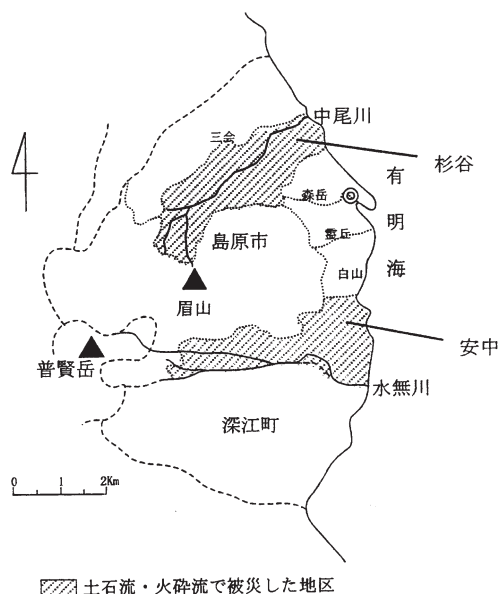 中尾川
三会
杉谷
有明海
森岳
島原市
霊丘
白山
眉山
安中
普賢岳
水無川
深江町
0 1 2Km
土石流・火砕流で被災した地区